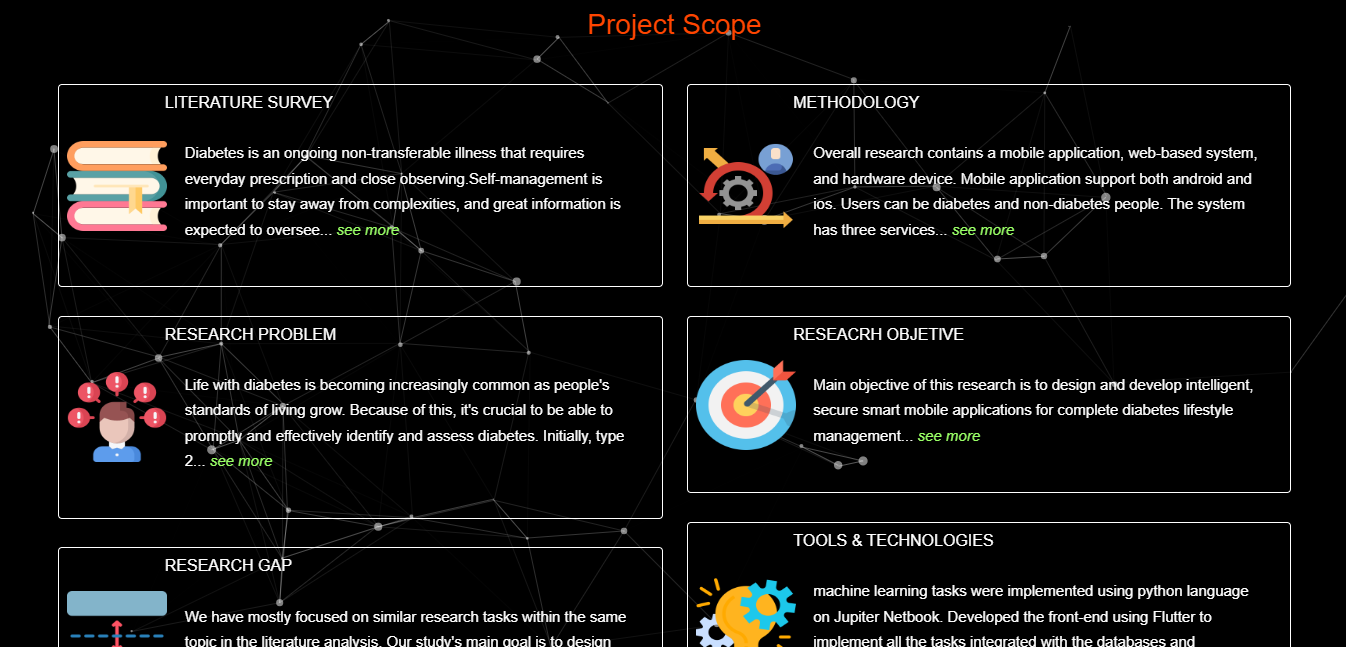 Project Scope
LITERATURE SURVEY
Diabetes is an ongoing non-transferable illness that requires
everyday prescription and close observing.Self-management is
important to stay away from complexities, and great information is
expected to oversee... see more
METHODOLOGY
Overall research contains a mobile application, web-based system,
and hardware device. Mobile application support both android and
ios. Users can be diabetes and non-diabetes people. The system
has three services... see more
RESEARCH PROBLEM
Life with diabetes is becoming increasingly common as people's
standards of living grow. Because of this, it's crucial to be able to
promptly and effectively identify and assess diabetes. Initially, type
2... see more
RESEACRH OBJETIVE
Main objective of this research is to design and develop intelligent,
secure smart mobile applications for complete diabetes lifestyle
management... see more
RESEARCH GAP
We have mostly focused on similar research tasks within the same
topic in the literature analysis. Our study's main goal is to design
TOOLS & TECHNOLOGIES
machine learning tasks were implemented using python language
on Jupiter Netbook. Developed the front-end using Flutter to
implement all the tasks integrated with the databases and